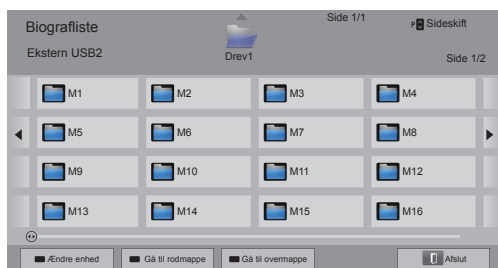 Biografliste
Side 1/1
P Sideskift
Ekstern USB2
Drev1
Side 1/2
M1 M2 M3 M4
M5 M6 M7 M8
M9 M10 M11 M12
M13 M14 M15 M16
Ændre enhed Gå til rodmappe Gå til overmappe Afslut